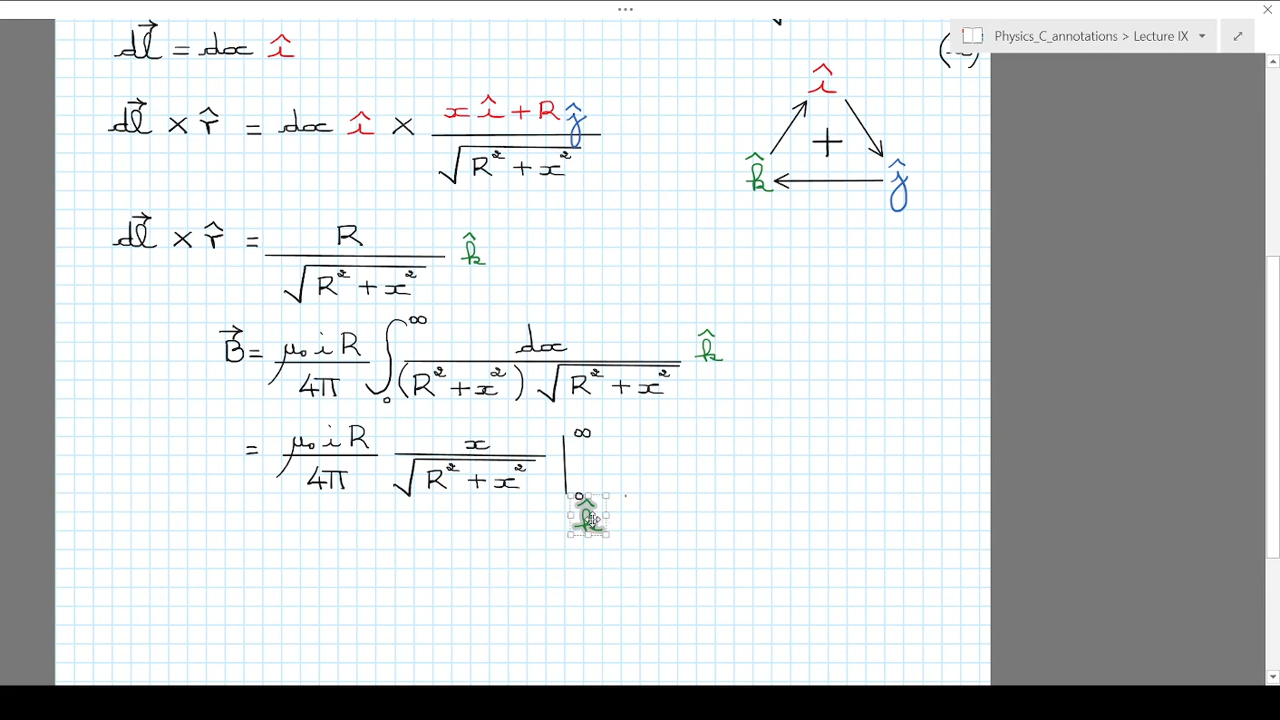 Physics_C_annotations > Lecture IX
dl⃗ = dx î
dl⃗ × r̂ = dx î × (x î + R ĵ) / √(R² + x²)
î
+
k̂ ĵ
dl⃗ × r̂ = R / √(R² + x²) k̂
B⃗ = μ₀ i R / 4π ∫₀^∞ dx / (R² + x²) √(R² + x²) k̂
= μ₀ i R / 4π x / √(R² + x²) |₀^∞
k̂